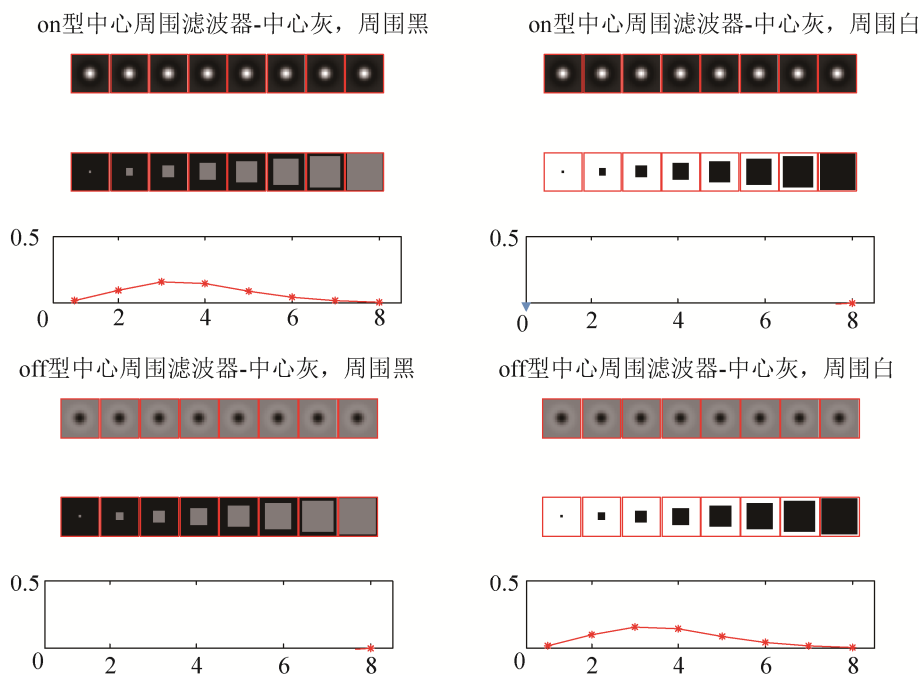 on型中心周围滤波器-中心灰，周围黑
on型中心周围滤波器-中心灰，周围白
0.5
0 2 4 6 8
0.5
0 2 4 6 8
off型中心周围滤波器-中心灰，周围黑
off型中心周围滤波器-中心灰，周围白
0.5
0 2 4 6 8
0.5
0 2 4 6 8